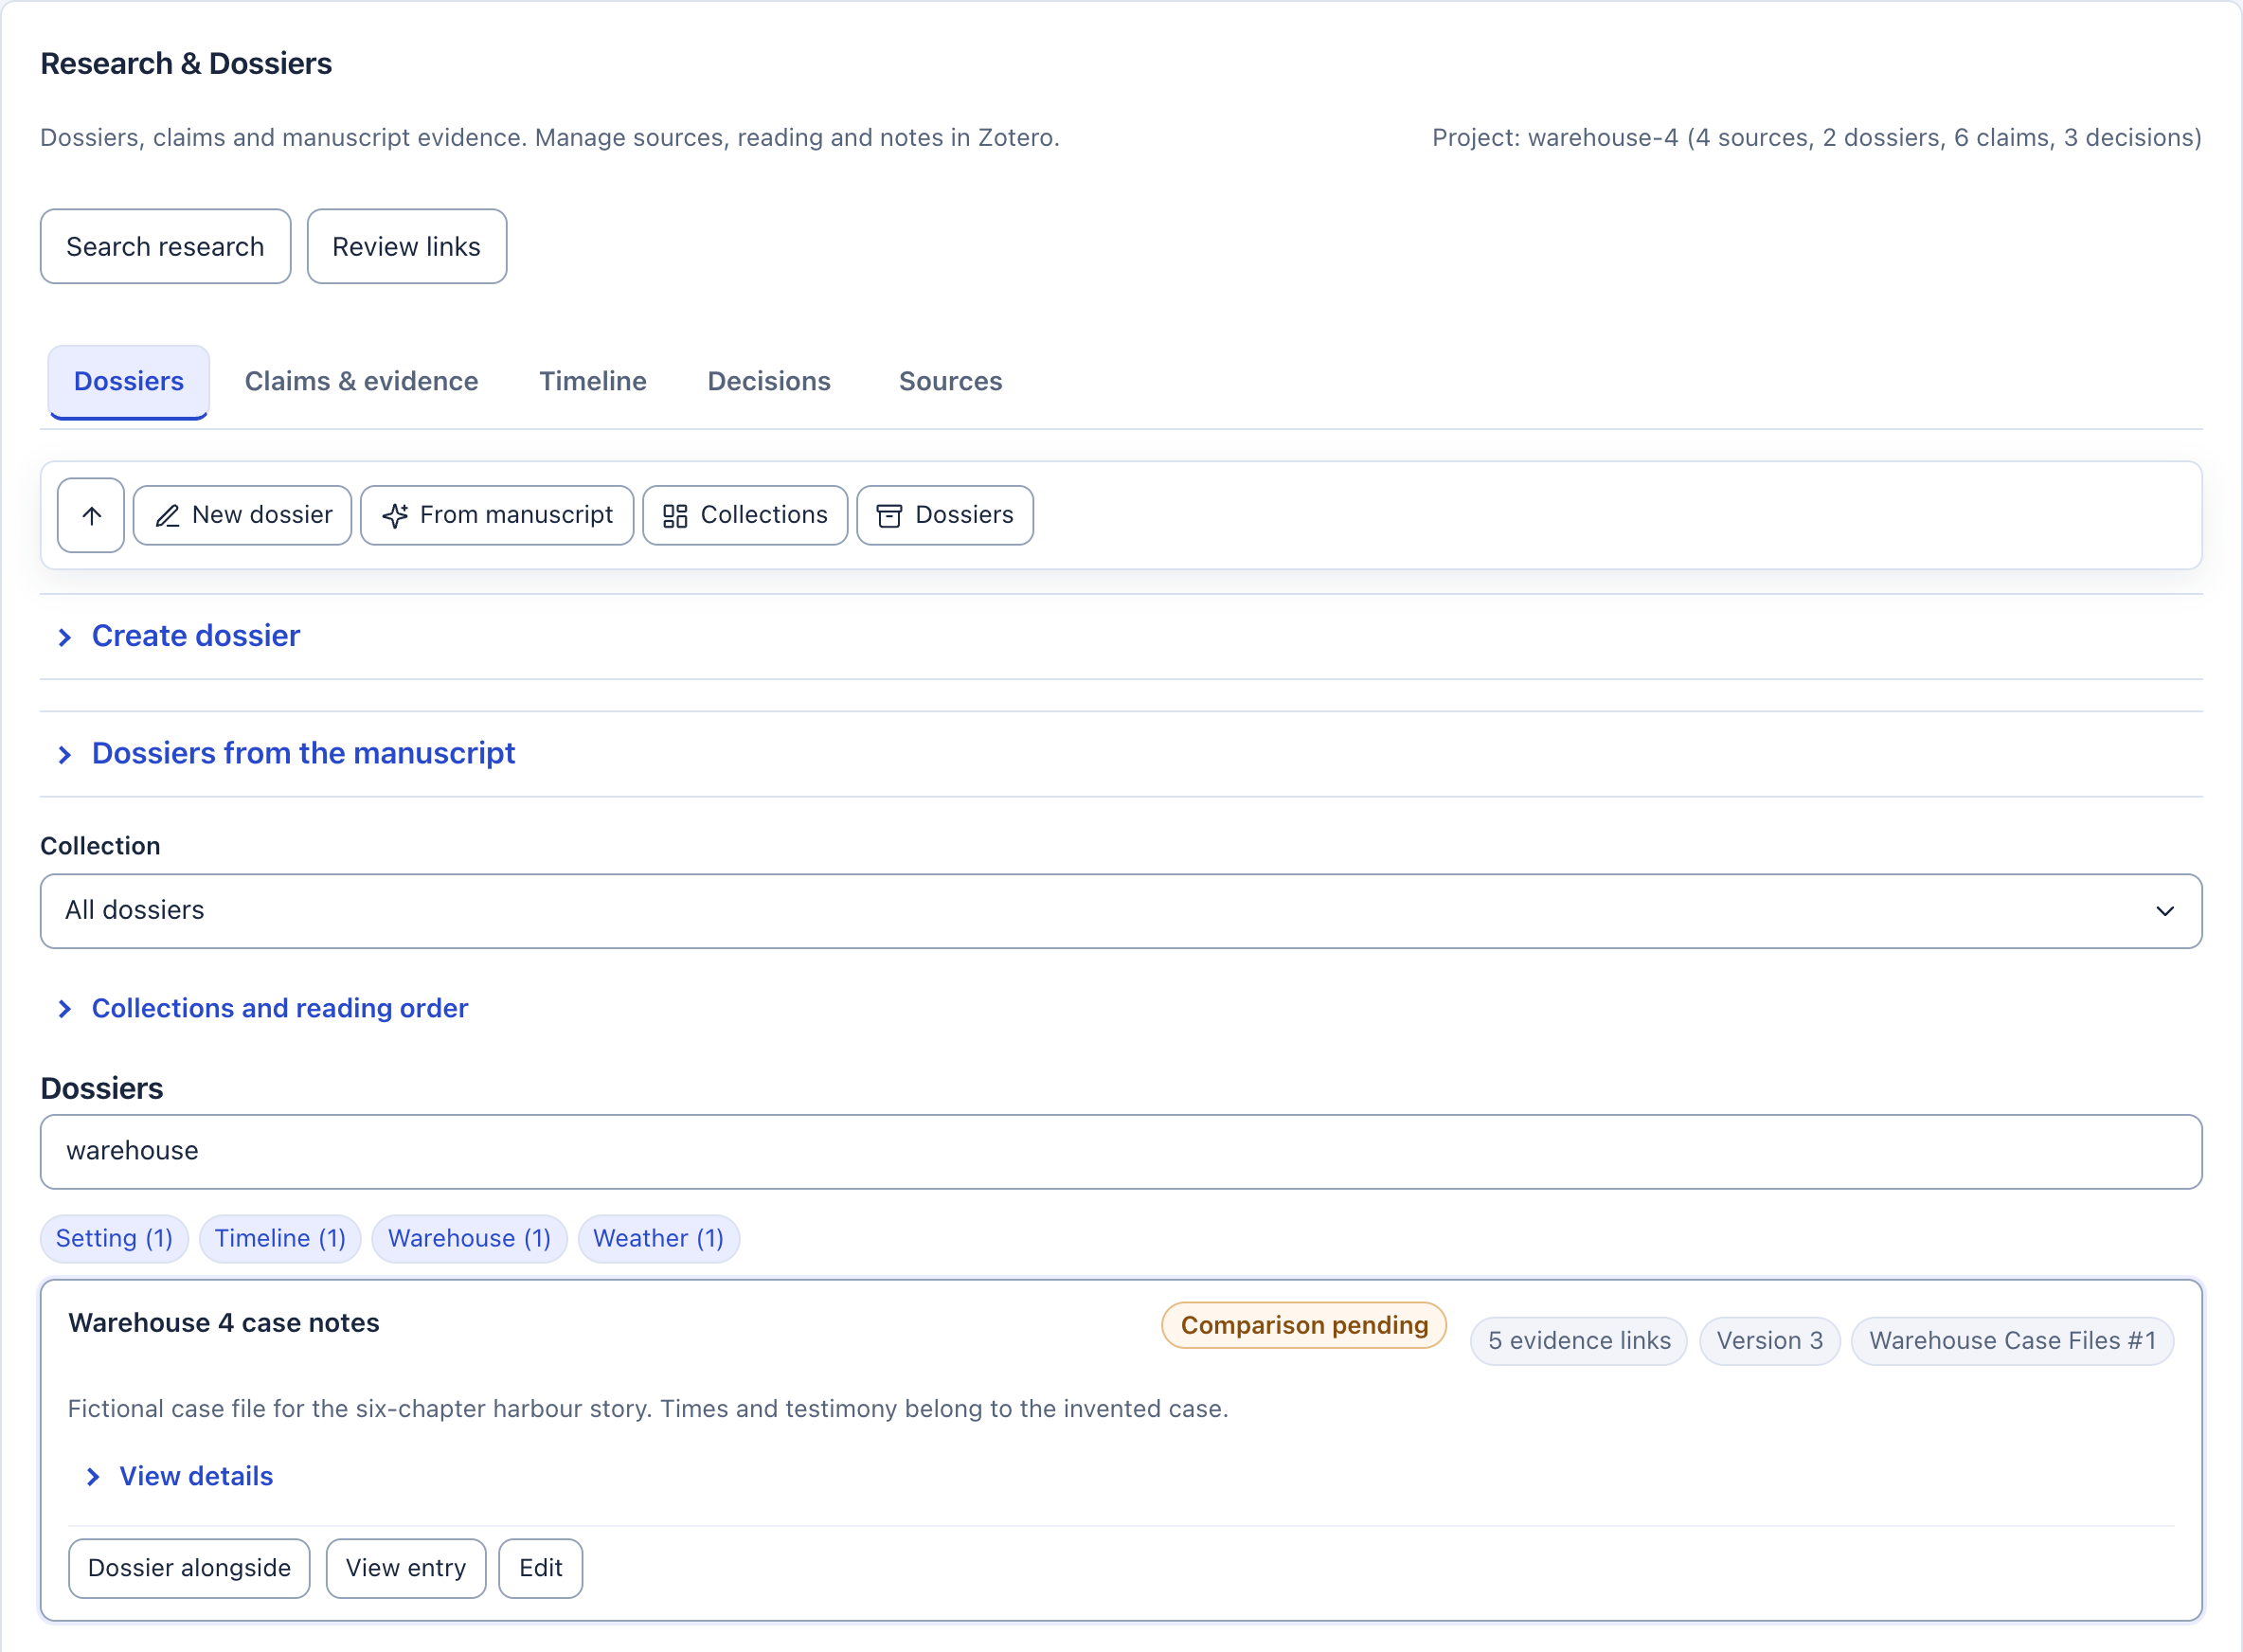 Research & Dossiers
Dossiers, claims and manuscript evidence. Manage sources, reading and notes in Zotero.
Project: warehouse-4 (4 sources, 2 dossiers, 6 claims, 3 decisions)
Search research
Review links
Dossiers
Claims & evidence
Timeline
Decisions
Sources
New dossier
From manuscript
Collections
Dossiers
Create dossier
Dossiers from the manuscript
Collection
All dossiers
Collections and reading order
Dossiers
warehouse
Setting (1)
Timeline (1)
Warehouse (1)
Weather (1)
Warehouse 4 case notes
Comparison pending
5 evidence links
Version 3
Warehouse Case Files #1
Fictional case file for the six-chapter harbour story. Times and testimony belong to the invented case.
View details
Dossier alongside
View entry
Edit